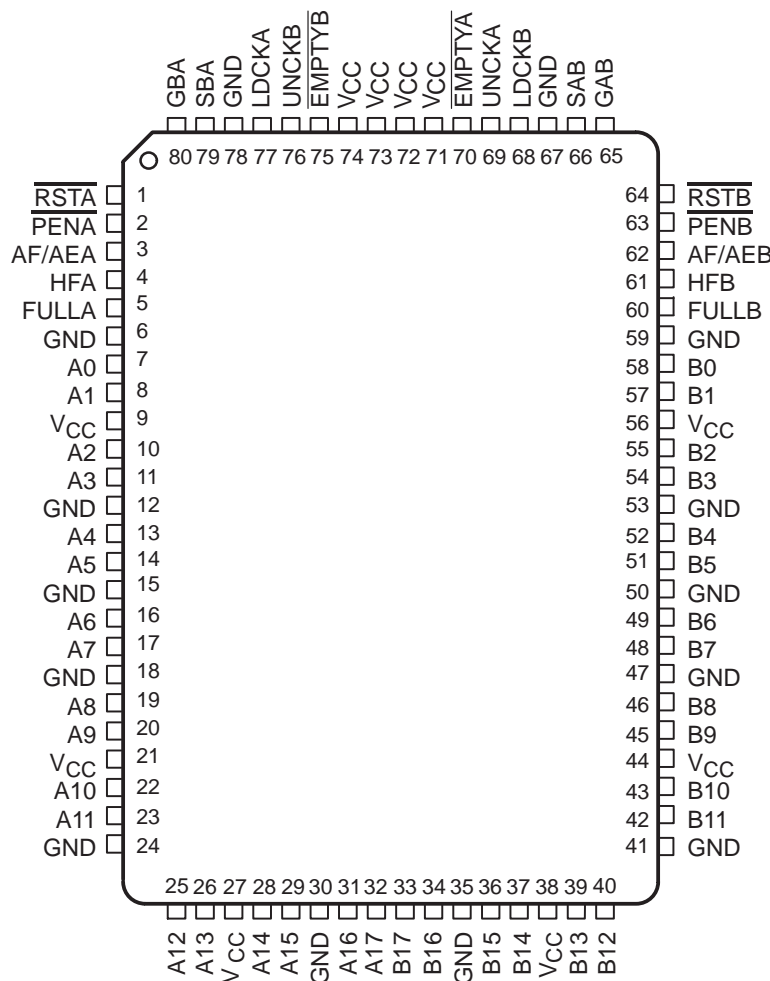 GBA SBA GND LDCKA UNCKB EMPTYB VCC VCC VCC VCC EMPTYA UNCKA LDCKB GND SAB GAB
80 79 78 77 76 75 74 73 72 71 70 69 68 67 66 65
RSTA 1 64 RSTB
PENA 2 63 PENB
AF/AEA 3 62 AF/AEB
HFA 4 61 HFB
FULLA 5 60 FULLB
GND 6 59 GND
A0 7 58 B0
A1 8 57 B1
VCC 9 56 VCC
A2 10 55 B2
A3 11 54 B3
GND 12 53 GND
A4 13 52 B4
A5 14 51 B5
GND 15 50 GND
A6 16 49 B6
A7 17 48 B7
GND 18 47 GND
A8 19 46 B8
A9 20 45 B9
VCC 21 44 VCC
A10 22 43 B10
A11 23 42 B11
GND 24 41 GND
25 26 27 28 29 30 31 32 33 34 35 36 37 38 39 40
A12 A13 VCC A14 A15 GND A16 A17 B17 B16 GND B15 B14 VCC B13 B12